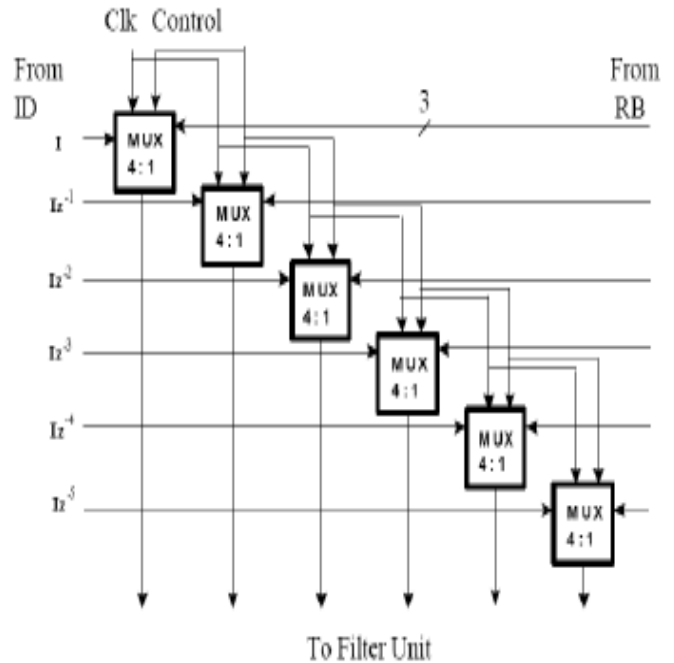 Clk Control
From
ID
From
RB
3
I
MUX
4:1
Iz-1
MUX
4:1
Iz-2
MUX
4:1
Iz-3
MUX
4:1
Iz-4
MUX
4:1
Iz-5
MUX
4:1
To Filter Unit